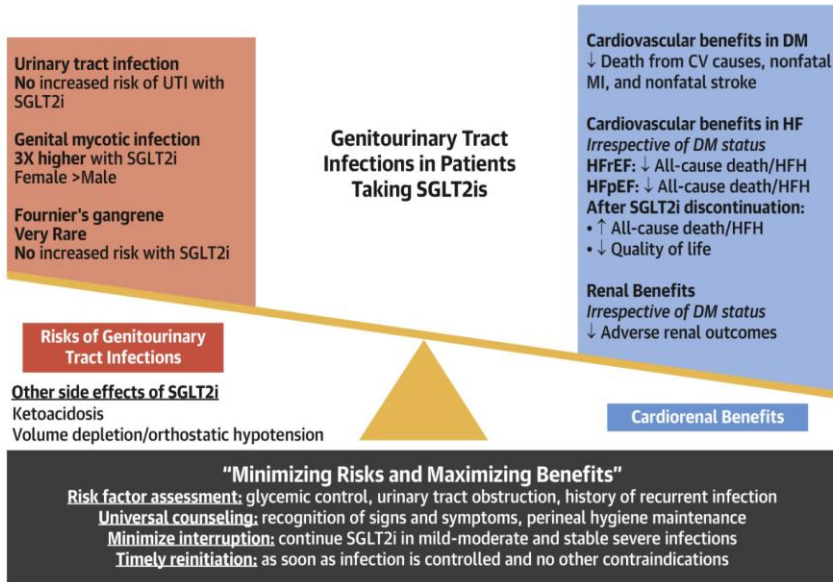 Urinary tract infection
No increased risk of UTI with
SGLT2i
Genital mycotic infection
3X higher with SGLT2i
Female >Male
Fournier's gangrene
Very Rare
No increased risk with SGLT2i
Genitourinary Tract
Infections in Patients
Taking SGLT2is
Cardiovascular benefits in DM
↓ Death from CV causes, nonfatal
MI, and nonfatal stroke
Cardiovascular benefits in HF
Irrespective of DM status
HFrEF: ↓ All-cause death/HFH
HFpEF: ↓ All-cause death/HFH
After SGLT2i discontinuation:
• ↑ All-cause death/HFH
• ↓ Quality of life
Renal Benefits
Irrespective of DM status
↓ Adverse renal outcomes
Risks of Genitourinary
Tract Infections
Other side effects of SGLT2i
Ketoacidosis
Volume depletion/orthostatic hypotension
Cardiorenal Benefits
"Minimizing Risks and Maximizing Benefits"
Risk factor assessment: glycemic control, urinary tract obstruction, history of recurrent infection
Universal counseling: recognition of signs and symptoms, perineal hygiene maintenance
Minimize interruption: continue SGLT2i in mild-moderate and stable severe infections
Timely reinitiation: as soon as infection is controlled and no other contraindications